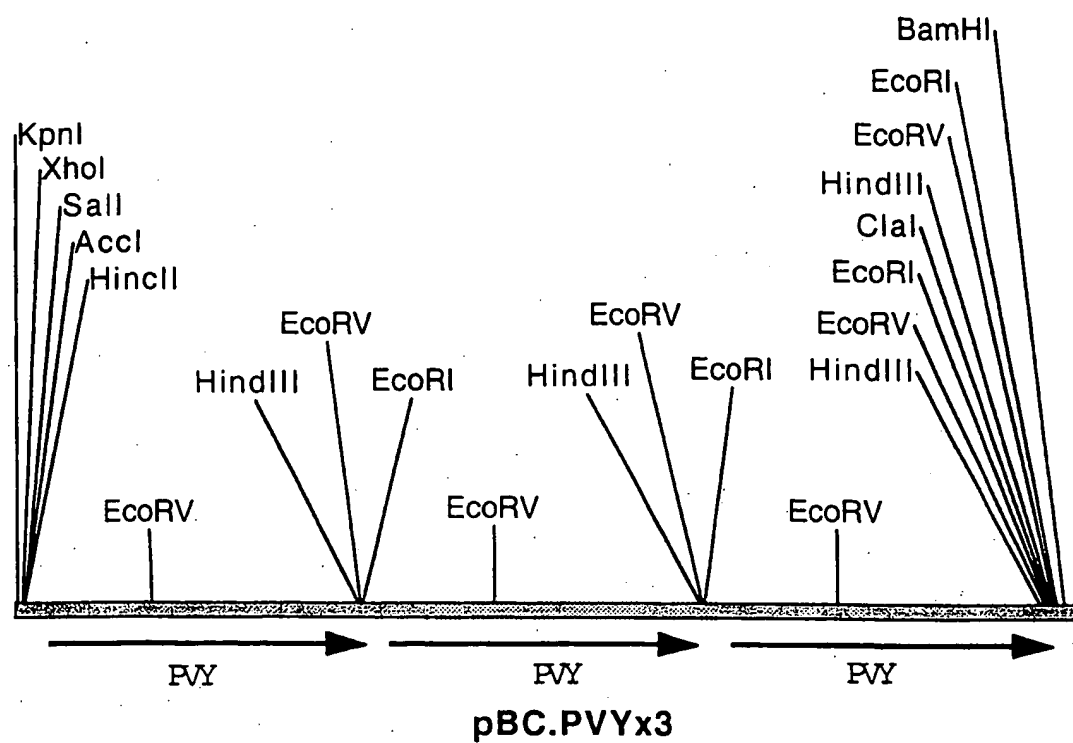 BamHI
EcoRI
KpnI
EcoRV
XhoI
HindIII
SalI
ClaI
AccI
EcoRI
HincII
EcoRV
EcoRV
EcoRV
HindIII
EcoRI
HindIII
EcoRI
HindIII
EcoRV
EcoRV
EcoRV
PVY
PVY
PVY
pBC.PVYx3